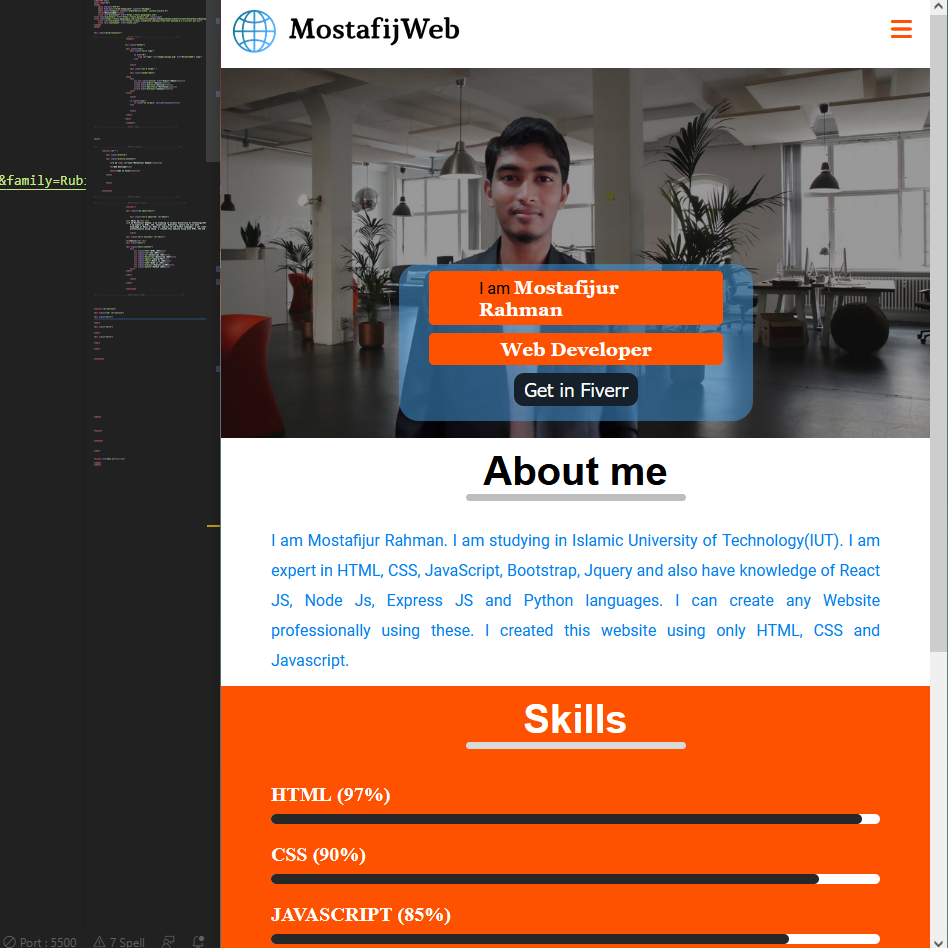 MostafijWeb
&family=Rub
I am Mostafijur
Rahman
Web Developer
Get in Fiverr
About me
I am Mostafijur Rahman. I am studying in Islamic University of Technology(IUT). I am
expert in HTML, CSS, JavaScript, Bootstrap, Jquery and also have knowledge of React
JS, Node Js, Express JS and Python languages. I can create any Website
professionally using these. I created this website using only HTML, CSS and
Javascript.
Skills
HTML (97%)
CSS (90%)
JAVASCRIPT (85%)
Port : 5500
7 Spell